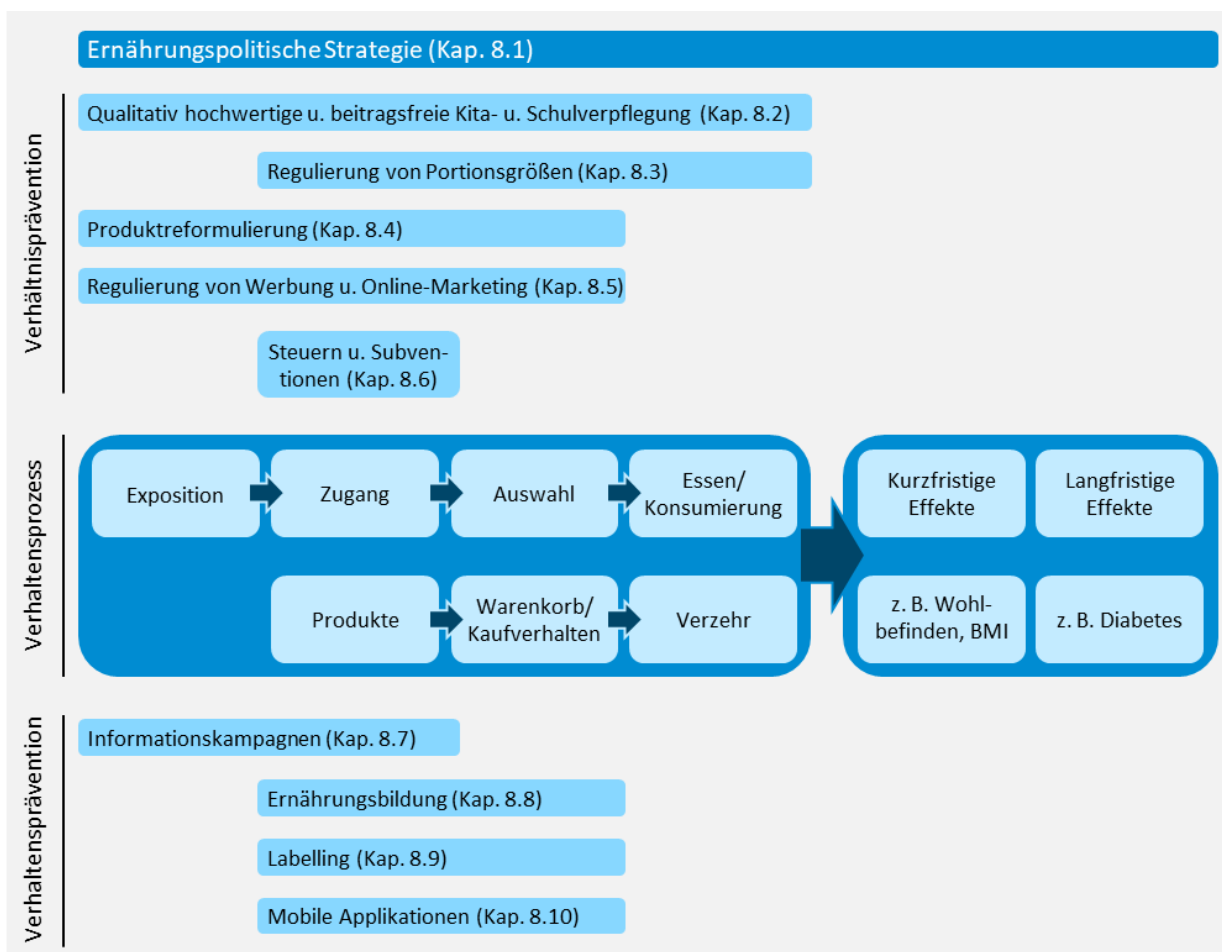 Ernährungspolitische Strategie (Kap. 8.1)
Verhältnisprävention
Qualitativ hochwertige u. beitragsfreie Kita- u. Schulverpflegung (Kap. 8.2)
Regulierung von Portionsgrößen (Kap. 8.3)
Produktreformulierung (Kap. 8.4)
Regulierung von Werbung u. Online-Marketing (Kap. 8.5)
Steuern u. Subven-
tionen (Kap. 8.6)
Verhaltensprozess
Exposition
Zugang
Auswahl
Essen/
Konsumierung
Kurzfristige
Effekte
Langfristige
Effekte
Produkte
Warenkorb/
Kaufverhalten
Verzehr
z. B. Wohl-
befinden, BMI
z. B. Diabetes
Verhaltensprävention
Informationskampagnen (Kap. 8.7)
Ernährungsbildung (Kap. 8.8)
Labelling (Kap. 8.9)
Mobile Applikationen (Kap. 8.10)